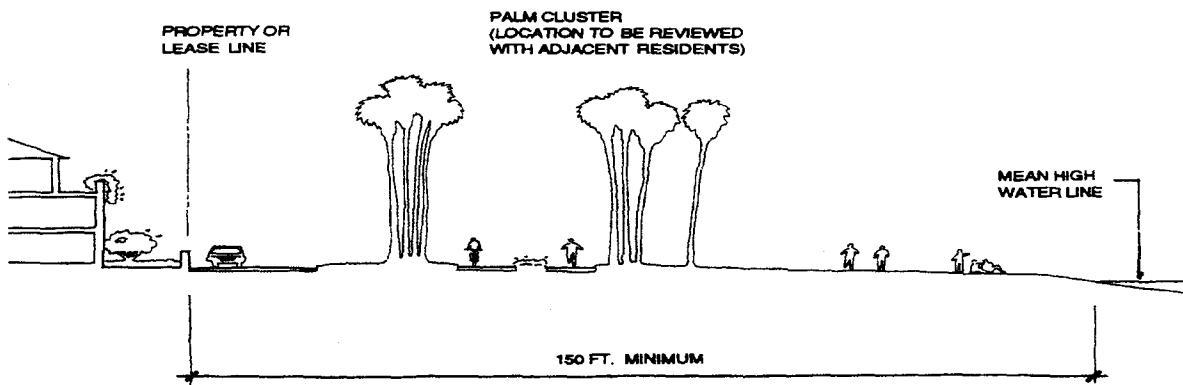 PROPERTY OR
LEASE LINE
PALM CLUSTER
(LOCATION TO BE REVIEWED
WITH ADJACENT RESIDENTS)
MEAN HIGH
WATER LINE
150 FT. MINIMUM